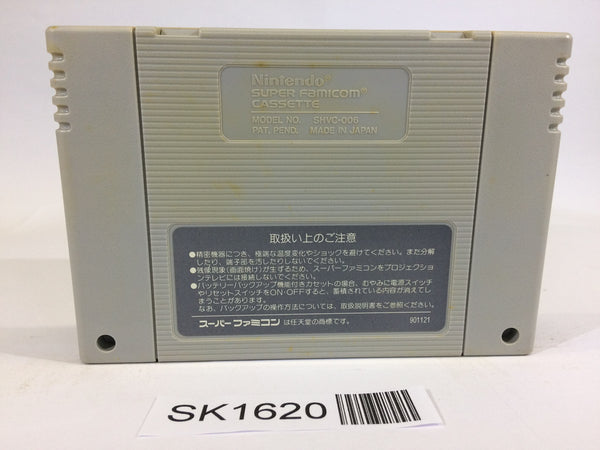 Nintendo®
SUPER FAMICOM®
CASSETTE
MODEL NO. SHVC-006
PAT, PEND. MADE IN JAPAN
取扱い上のご注意
●精密機器につき、極端な温度変化やショックを避けてください。また分解
したり、端子部を汚したりしないでください。
●残像現象(画面焼け)が生ずるため、スーパーファミコンをプロジェクショ
ンテレビには接続しないでください。
●バッテリーバックアップ機能付きカセットの場合、むやみに電源スイッチ
やリセットスイッチをON・OFFすると、蓄積されている内容が消えてし
まうことがあります。
なお、バックアップの操作方法については、取扱説明書をご参照ください。
スーパーファミコン は任天堂の商標です。 901121
SK1620